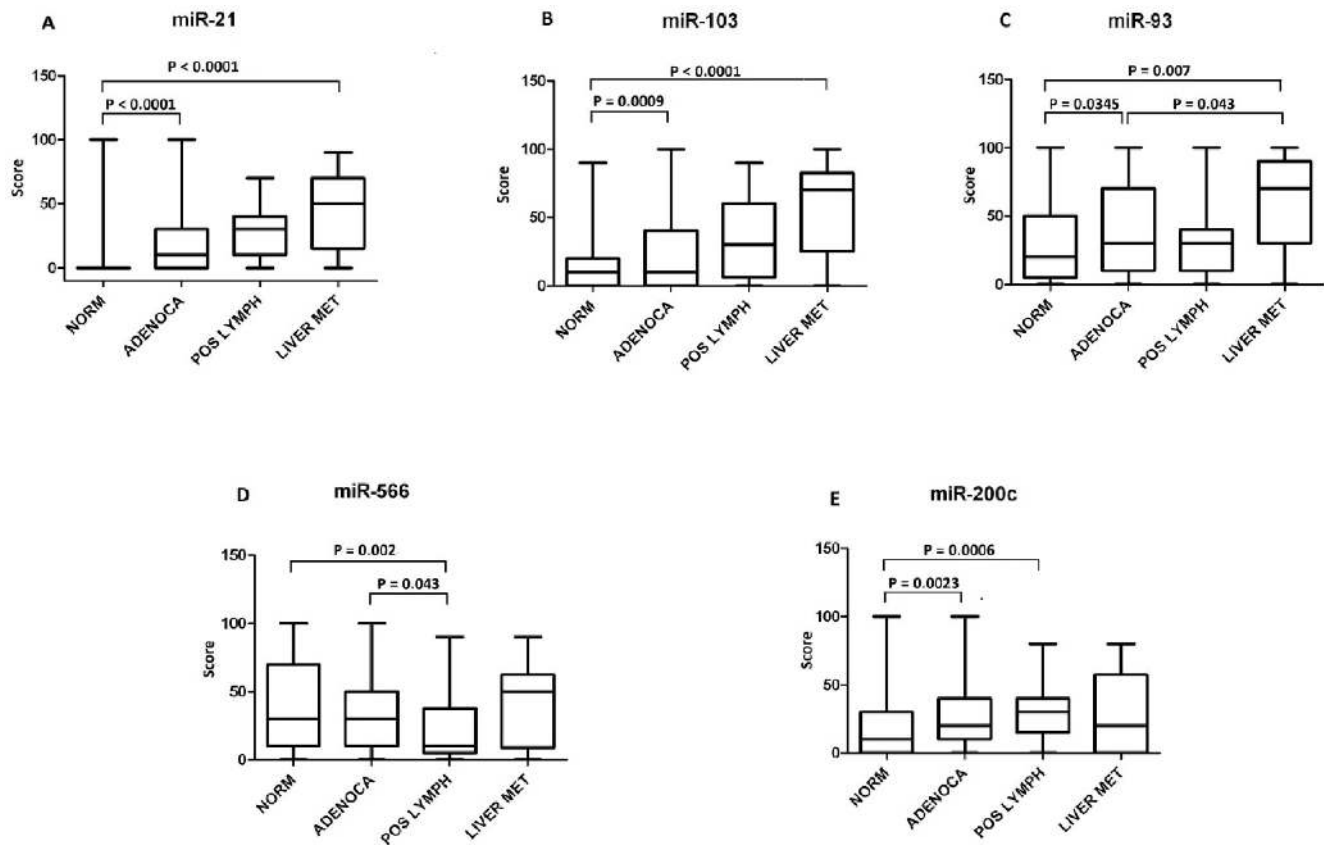 A miR-21
P < 0.0001
P < 0.0001
150
100
50
0
Score
NORM
ADENOCA
POS LYMPH
LIVER MET
B miR-103
P < 0.0001
P = 0.0009
150
100
50
0
Score
NORM
ADENOCA
POS LYMPH
LIVER MET
C miR-93
P = 0.007
P = 0.0345 P = 0.043
150
100
50
0
Score
NORM
ADENOCA
POS LYMPH
LIVER MET
D miR-566
P = 0.002
P = 0.043
150
100
50
0
Score
NORM
ADENOCA
POS LYMPH
LIVER MET
E miR-200c
P = 0.0006
P = 0.0023
150
100
50
0
Score
NORM
ADENOCA
POS LYMPH
LIVER MET